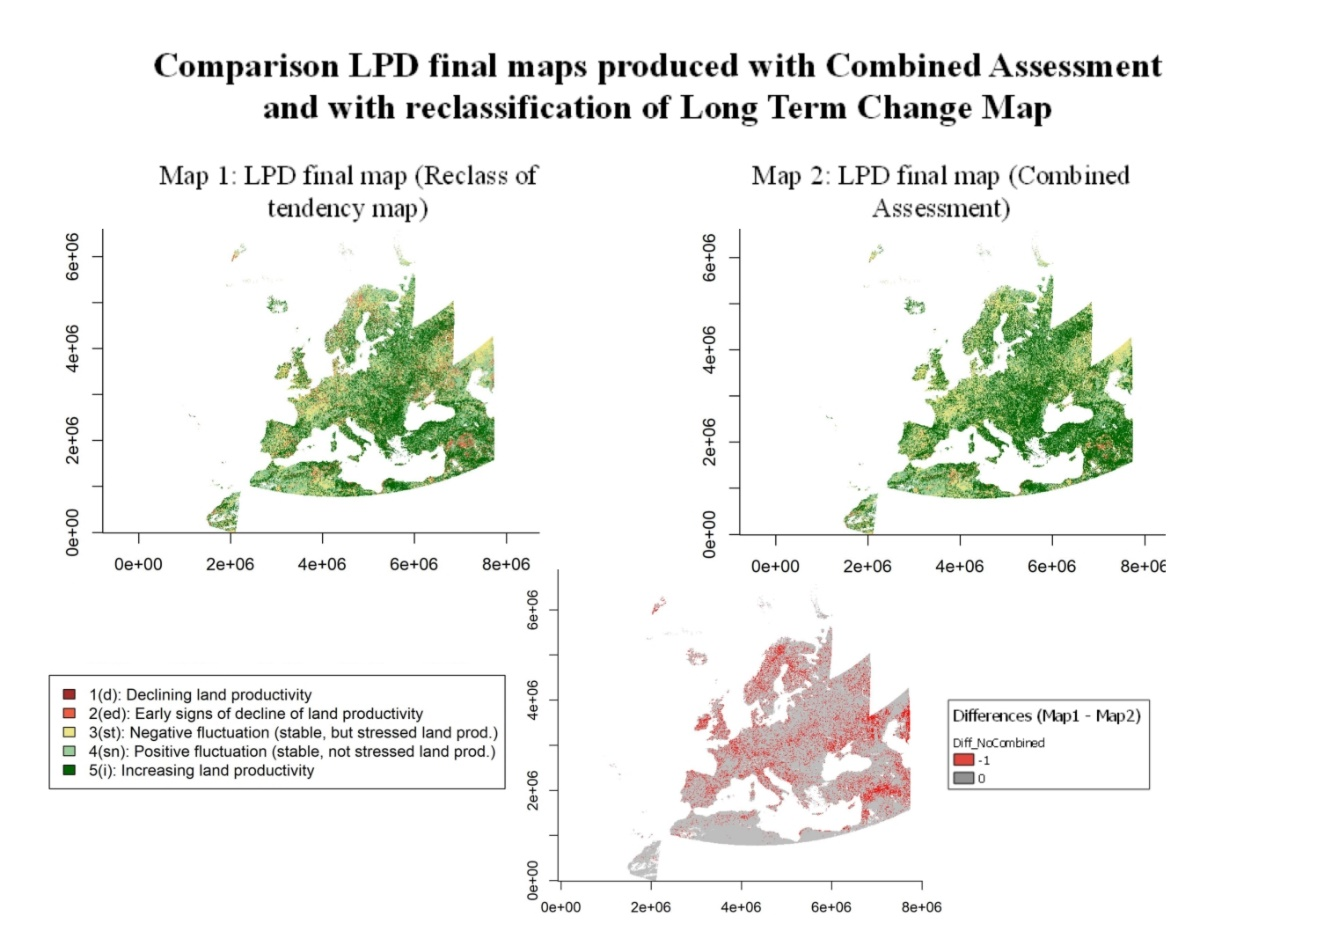 Comparison LPD final maps produced with Combined Assessment
and with reclassification of Long Term Change Map
Map 1: LPD final map (Reclass of
tendency map)
Map 2: LPD final map (Combined
Assessment)
6e+06
4e+06
2e+06
0e+00
0e+00 2e+06 4e+06 6e+06 8e+06
6e+06
4e+06
2e+06
0e+00
0e+00 2e+06 4e+06 6e+06 8e+06
1(d): Declining land productivity
2(ed): Early signs of decline of land productivity
3(st): Negative fluctuation (stable, but stressed land prod.)
4(sn): Positive fluctuation (stable, not stressed land prod.)
5(i): Increasing land productivity
6e+06
4e+06
2e+06
0e+00
0e+00 2e+06 4e+06 6e+06 8e+06
Differences (Map1 - Map2)
Diff_NoCombined
-1
0